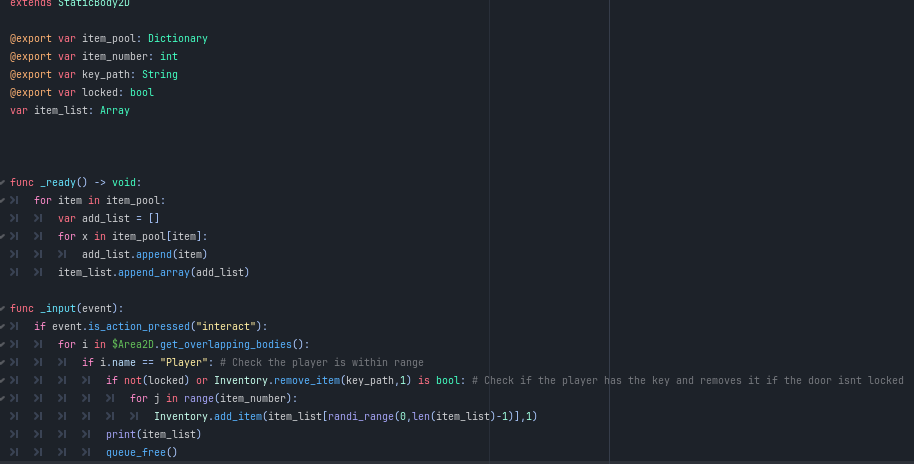 extends StaticBody2D
@export var item_pool: Dictionary
@export var item_number: int
@export var key_path: String
@export var locked: bool
var item_list: Array
func _ready() -> void:
for item in item_pool:
var add_list = []
for x in item_pool[item]:
add_list.append(item)
item_list.append_array(add_list)
func _input(event):
if event.is_action_pressed("interact"):
for i in $Area2D.get_overlapping_bodies():
if i.name == "Player": # Check the player is within range
if not(locked) or Inventory.remove_item(key_path,1) is bool: # Check if the player has the key and removes it if the door isnt locked
for j in range(item_number):
Inventory.add_item(item_list[randi_range(0,len(item_list)-1)],1)
print(item_list)
queue_free()